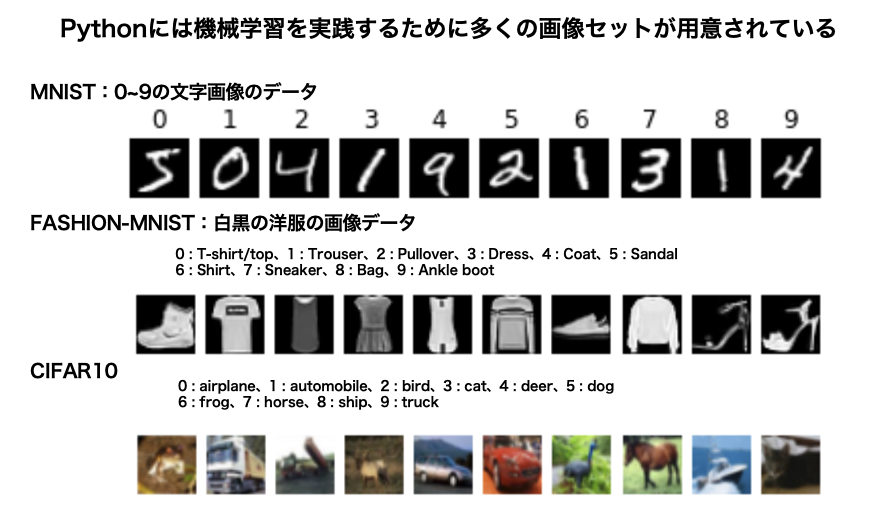 Pythonには機械学習を実践するために多くの画像セットが用意されている
MNIST：0~9の文字画像のデータ
0 1 2 3 4 5 6 7 8 9
5 0 4 1 9 2 1 3 1 4
FASHION-MNIST：白黒の洋服の画像データ
0 : T-shirt/top、1 : Trouser、2 : Pullover、3 : Dress、4 : Coat、5 : Sandal
6 : Shirt、7 : Sneaker、8 : Bag、9 : Ankle boot
CIFAR10
0 : airplane、1 : automobile、2 : bird、3 : cat、4 : deer、5 : dog
6 : frog、7 : horse、8 : ship、9 : truck